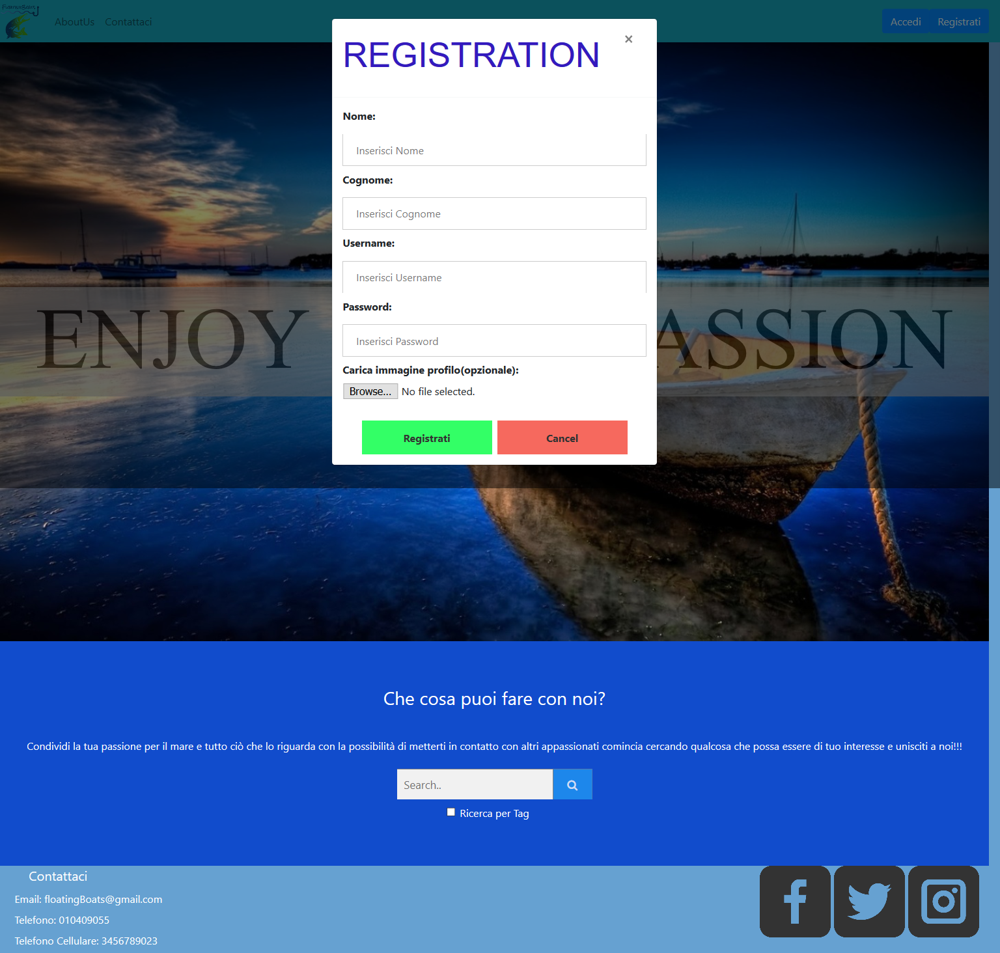 FloatingBoats
AboutUs
Contattaci
Accedi
Registrati
REGISTRATION
×
Nome:
Inserisci Nome
Cognome:
Inserisci Cognome
Username:
Inserisci Username
Password:
Inserisci Password
Carica immagine profilo(opzionale):
Browse... No file selected.
Registrati
Cancel
ENJOY ASSION
Che cosa puoi fare con noi?
Condividi la tua passione per il mare e tutto ciò che lo riguarda con la possibilità di metterti in contatto con altri appassionati comincia cercando qualcosa che possa essere di tuo interesse e unisciti a noi!!!
Search..
Ricerca per Tag
Contattaci
Email: floatingBoats@gmail.com
Telefono: 010409055
Telefono Cellulare: 3456789023